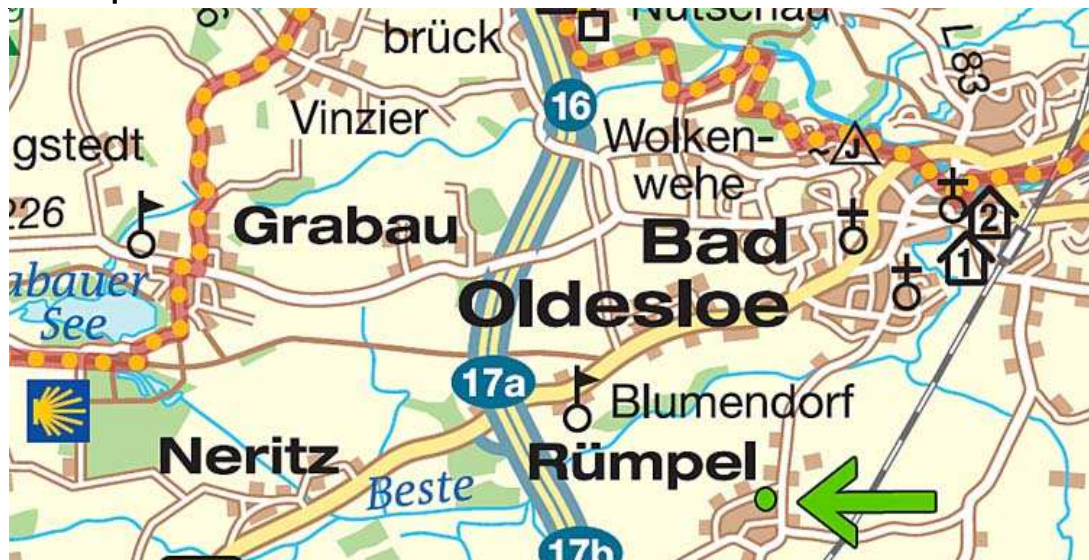 Nütschau
brück
L 83
16
Vinzier
Wolken-
wehe
gstedt
J
226
Grabau
Bad
Oldesloe
2
1
abauer
See
17a
Blumendorf
Neritz
Rümpel
Beste
17b